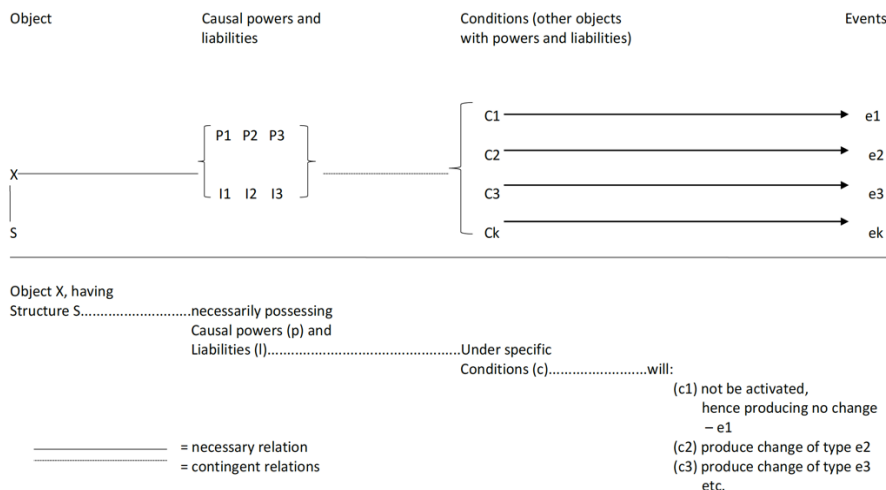 Object Causal powers and Conditions (other objects Events
liabilities with powers and liabilities)
C1 e1
P1 P2 P3
C2 e2
X
l1 l2 l3 C3 e3
S Ck ek
Object X, having
Structure S............................necessarily possessing
Causal powers (p) and
Liabilities (l).................................................Under specific
Conditions (c)........................will:
(c1) not be activated,
hence producing no change
– e1
= necessary relation (c2) produce change of type e2
= contingent relations (c3) produce change of type e3
etc.